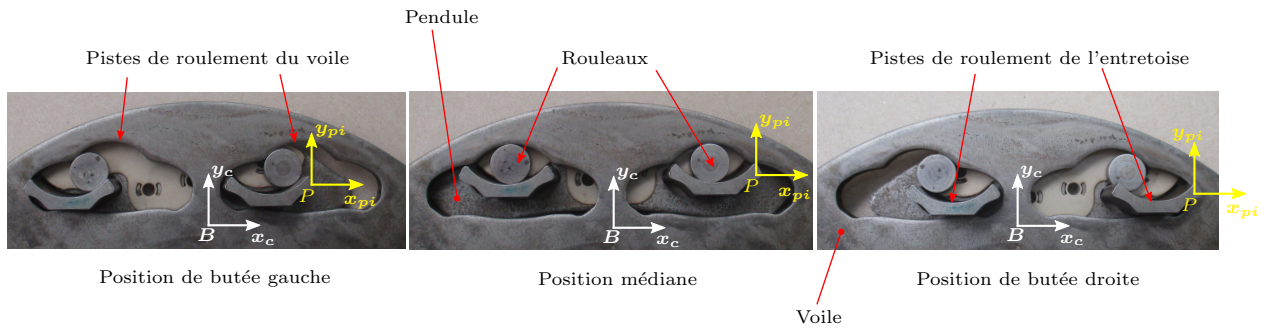 Pendule
Pistes de roulement du voile
Rouleaux
Pistes de roulement de l'entretoise
y_pi
P
x_pi
y_c
B
x_c
y_pi
P
x_pi
y_c
B
x_c
y_pi
P
x_pi
y_c
B
x_c
Position de butée gauche
Position médiane
Position de butée droite
Voile